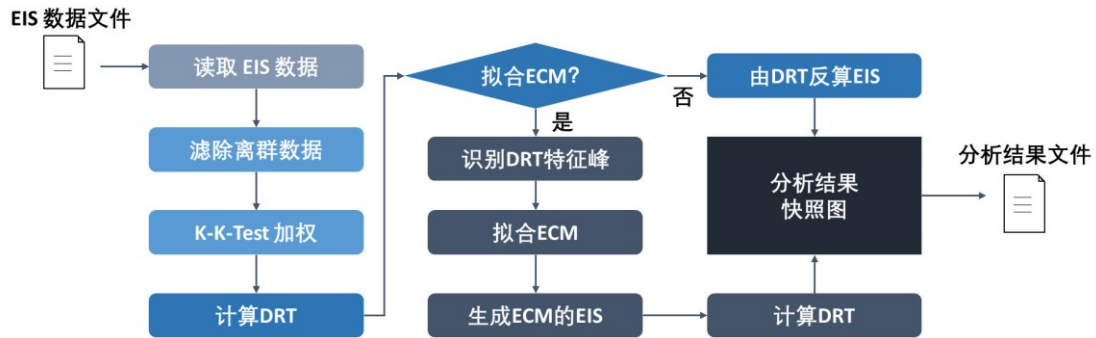 EIS 数据文件
读取 EIS 数据
滤除离群数据
K-K-Test 加权
计算DRT
拟合ECM?
是
否
识别DRT特征峰
拟合ECM
生成ECM的EIS
计算DRT
由DRT反算EIS
分析结果
快照图
分析结果文件